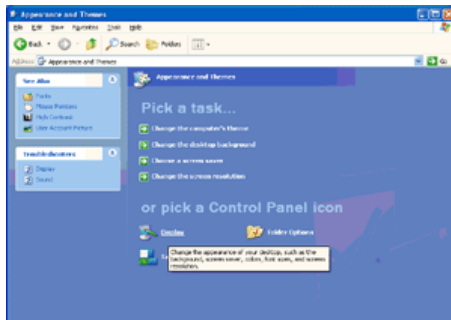 Appearance and Themes
File Edit View Favorites Tools Help
Back Search Folders
Address Appearance and Themes
See Also
Fonts
Mouse Pointers
High Contrast
User Account Picture
Troubleshooters
Display
Sound
Appearance and Themes
Pick a task...
Change the computer's theme
Change the desktop background
Choose a screen saver
Change the screen resolution
or pick a Control Panel icon
Display Folder Options
Change the appearance of your desktop, such as the
background, screen saver, colors, font sizes, and screen
resolution.